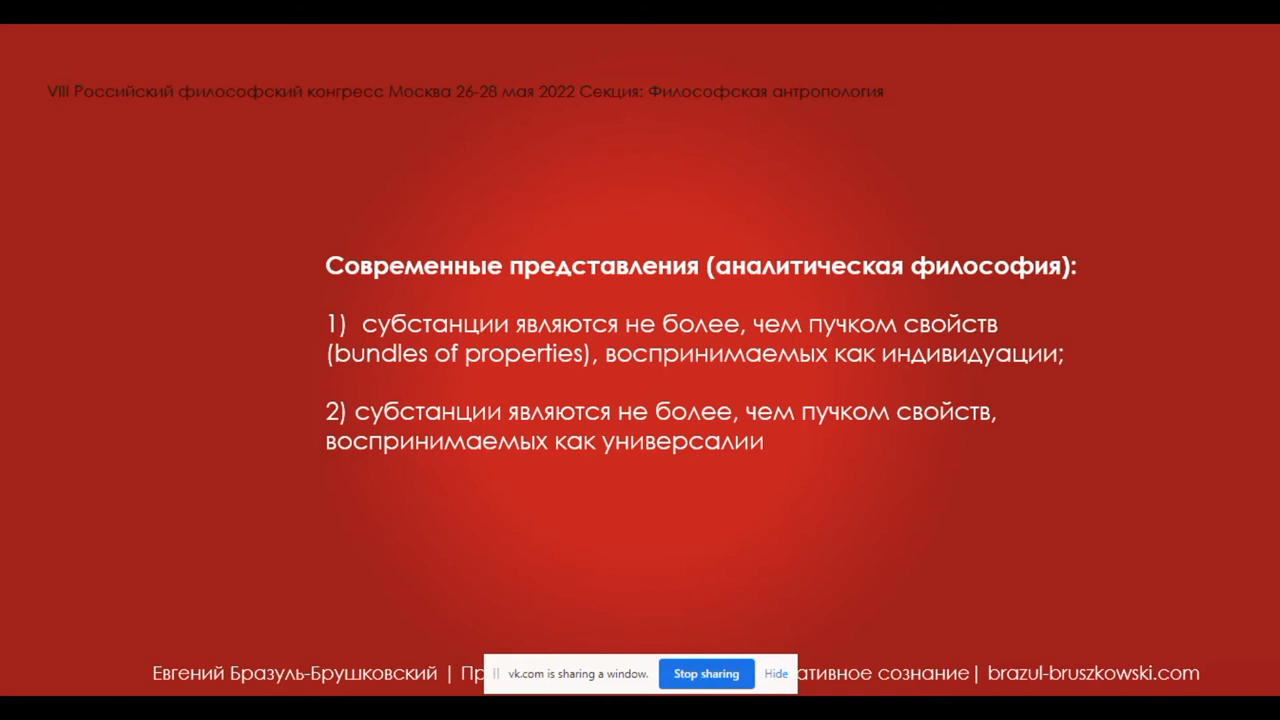 VIII Российский философский конгресс Москва 26-28 мая 2022 Секция: Философская антропология
Современные представления (аналитическая философия):
1) субстанции являются не более, чем пучком свойств
(bundles of properties), воспринимаемых как индивидуации;
2) субстанции являются не более, чем пучком свойств,
воспринимаемых как универсалии
Евгений Бразуль-Брушковский | сознание | brazul-bruszkowski.com
vk.com is sharing a window. Stop sharing Hide